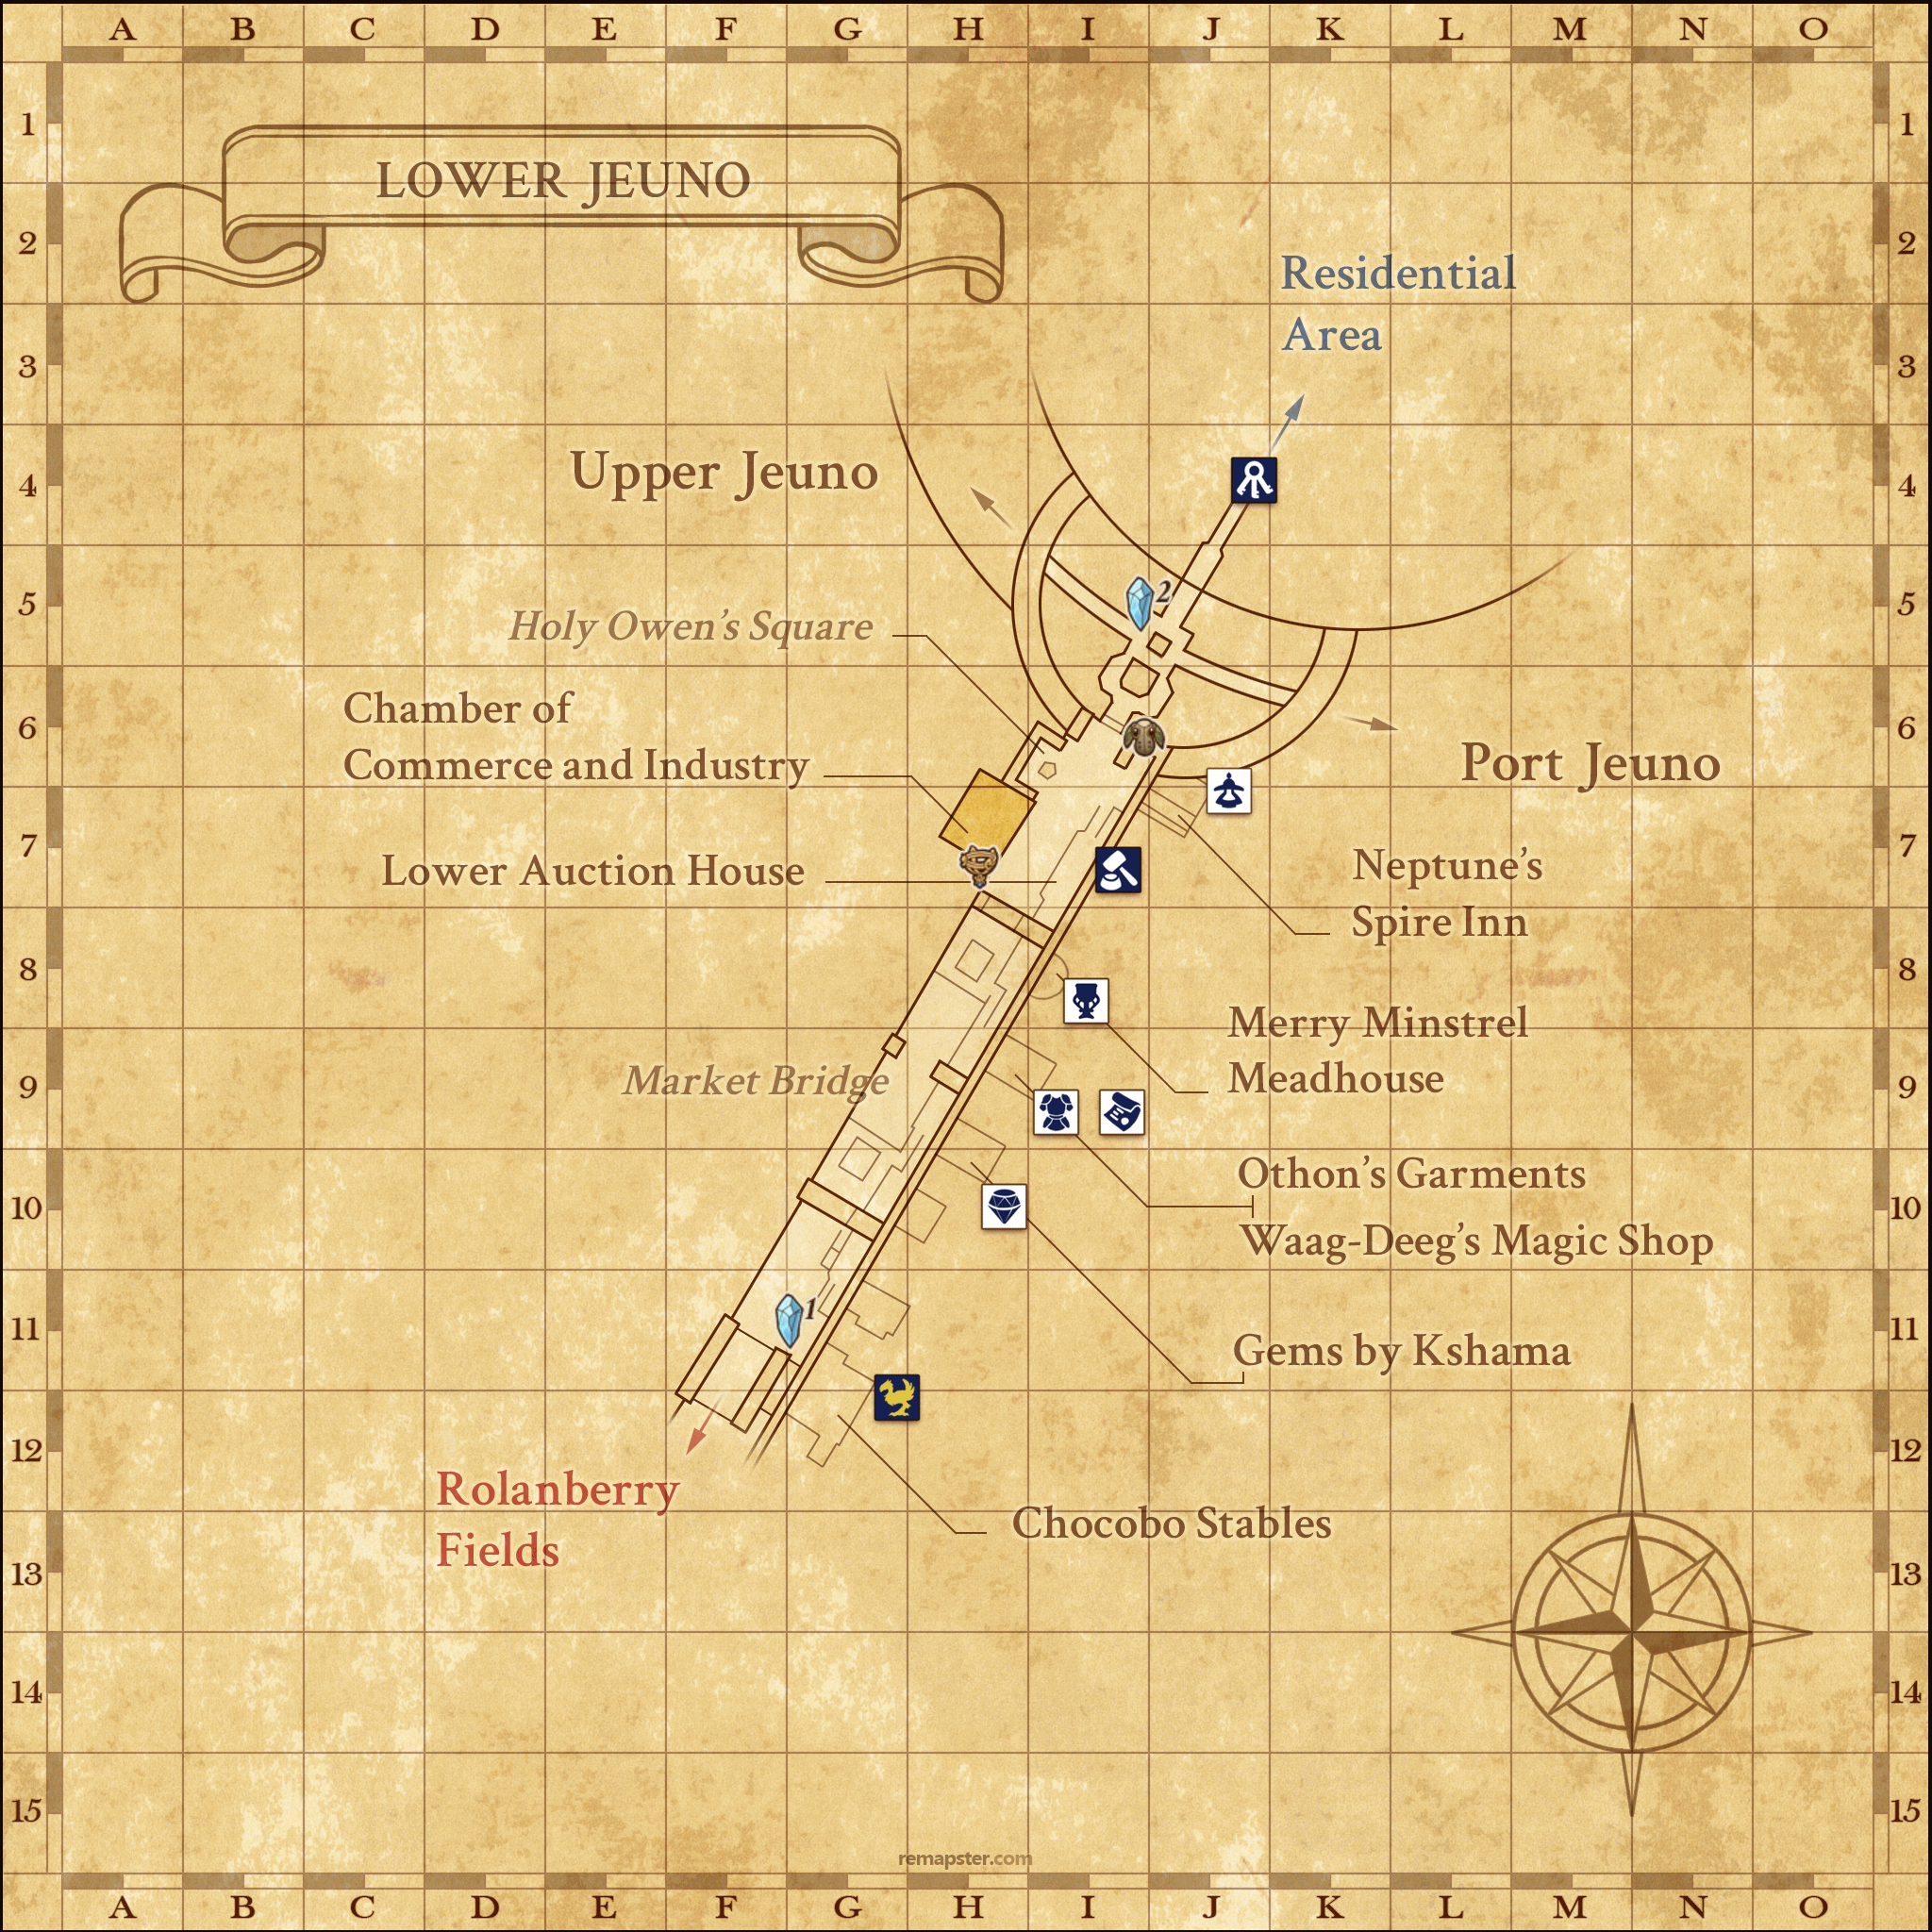 A B C D E F G H I J K L M N O
1 1
LOWER JEUNO
2 2
Residential
Area
3 3
Upper Jeuno
4 4
2
5 5
Holy Owen's Square
Chamber of
Commerce and Industry
6 6
Port Jeuno
7 7
Lower Auction House
Neptune's
Spire Inn
8 8
Merry Minstrel
Meadhouse
Market Bridge
9 9
Othon's Garments
Waag-Deeg's Magic Shop
10 10
1
11 11
Gems by Kshama
12 12
Rolanberry
Fields
Chocobo Stables
13 13
14 14
15 15
remapster.com
A B C D E F G H I J K L M N O